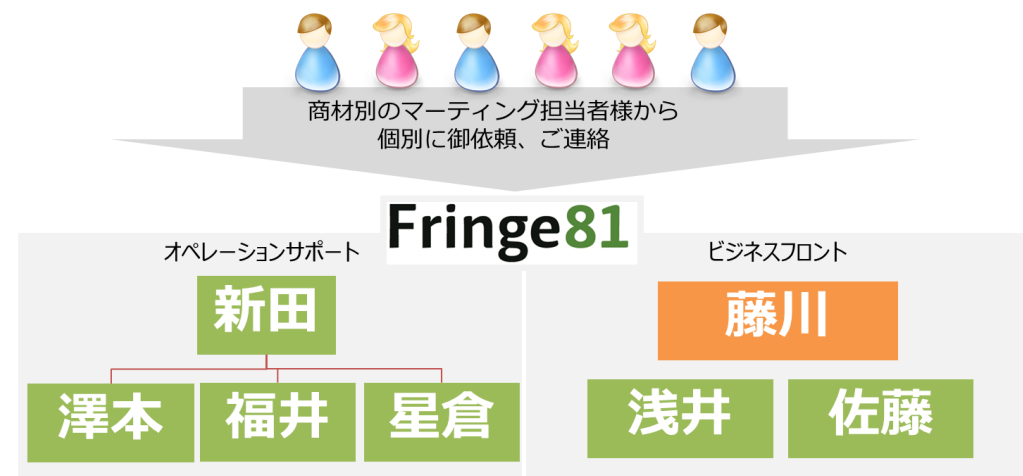 商材別のマーティング担当者様から
個別に御依頼、ご連絡
Fringe81
オペレーションサポート
新田
澤本 福井 星倉
ビジネスフロント
藤川
浅井 佐藤